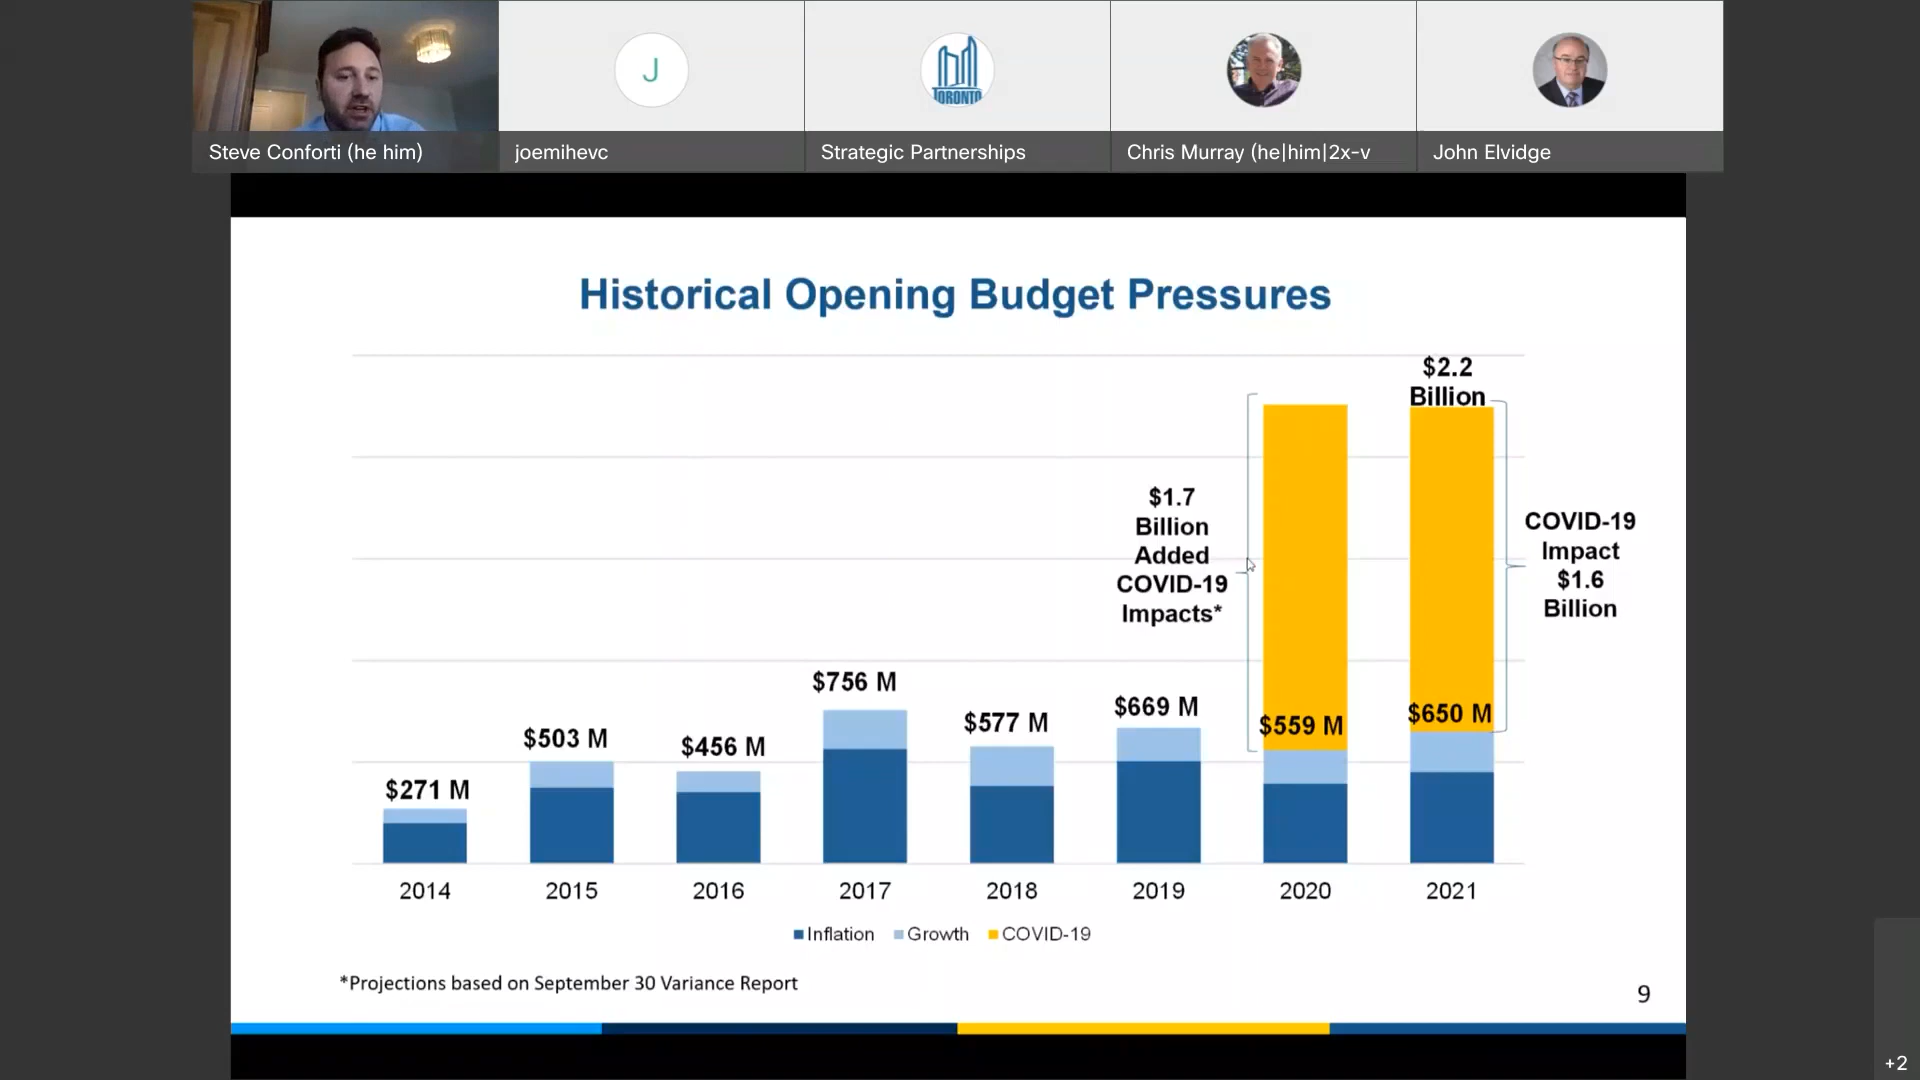 J
TORONTO
Steve Conforti (he him)
joemihevc
Strategic Partnerships
Chris Murray (he|him|2x-v
John Elvidge
Historical Opening Budget Pressures
$2.2
Billion
$1.7
Billion
Added
COVID-19
Impacts*
COVID-19
Impact
$1.6
Billion
$271 M
$503 M
$456 M
$756 M
$577 M
$669 M
$559 M
$650 M
2014
2015
2016
2017
2018
2019
2020
2021
Inflation
Growth
COVID-19
*Projections based on September 30 Variance Report
9
+2